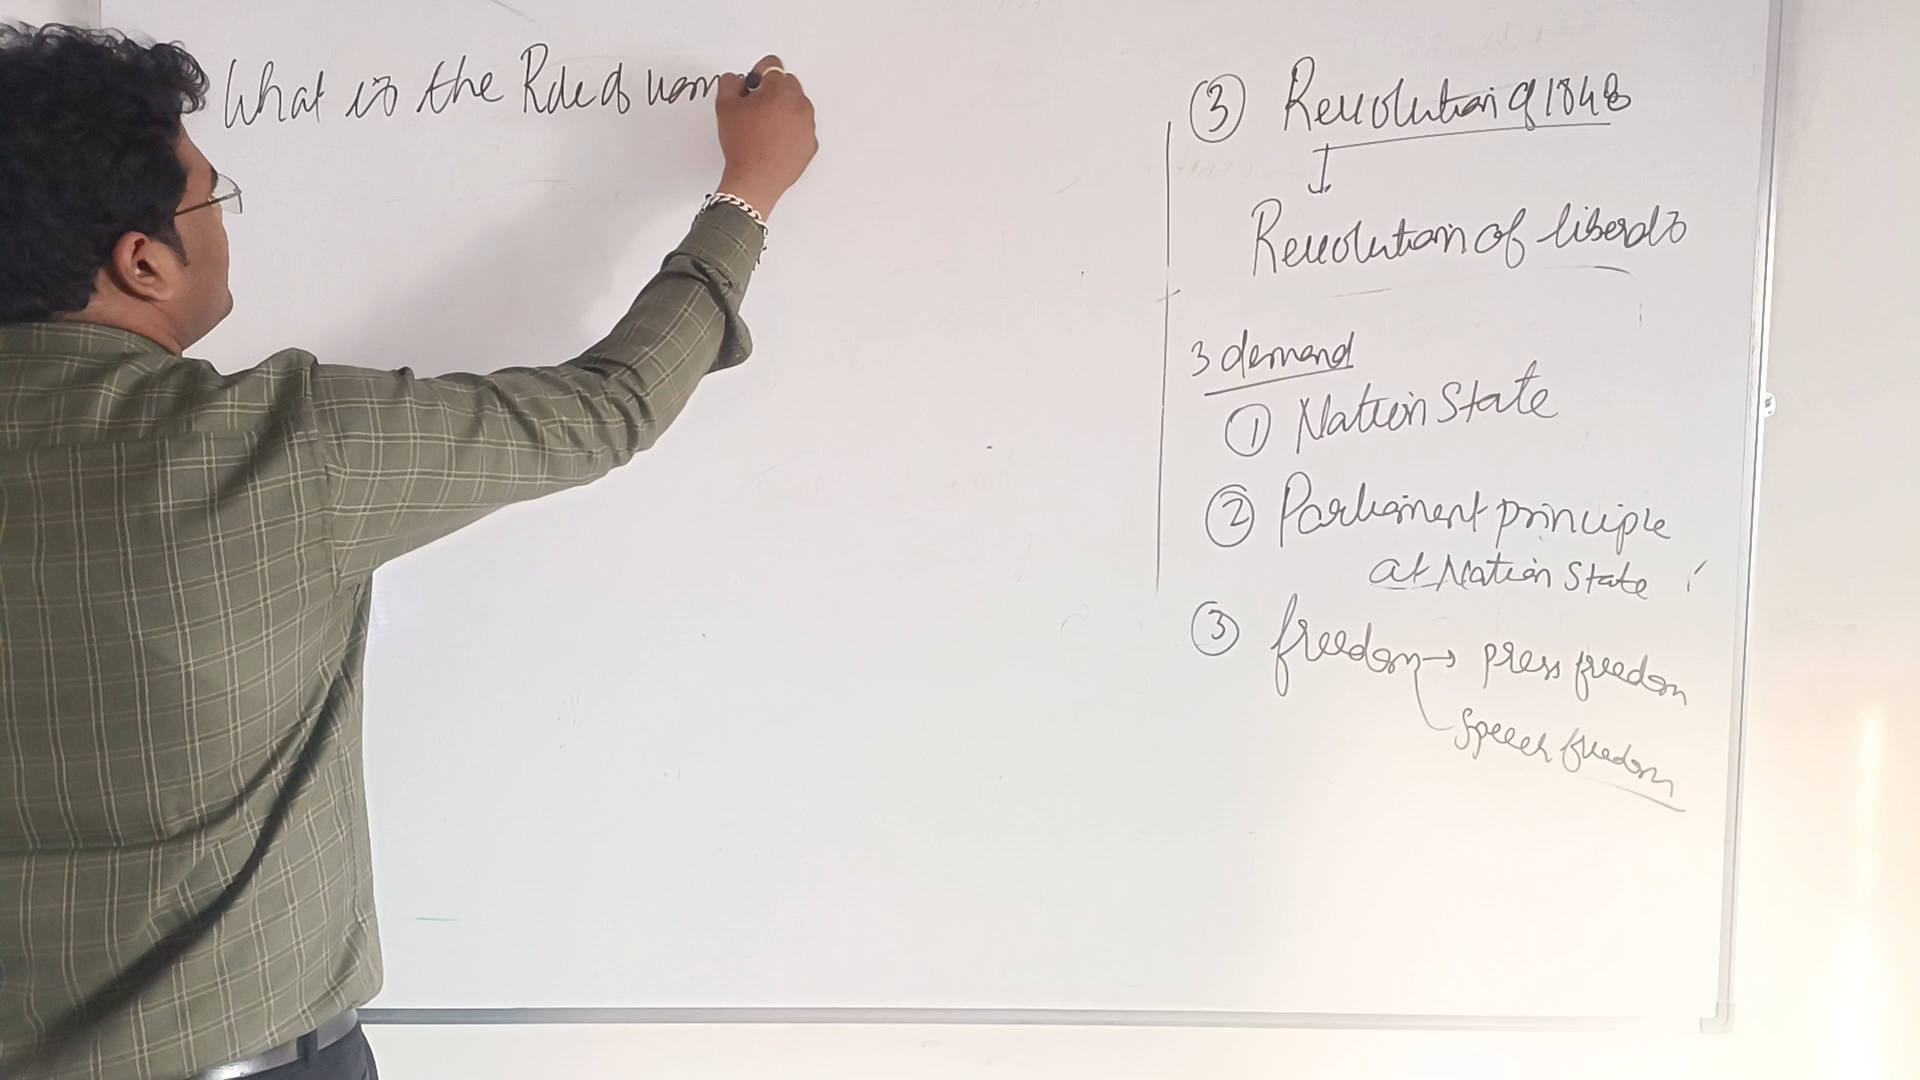 What is the Role of wom
③ Revolution of 1848
↓
Revolution of liberals
3 demand
① Nation State
② Parliament principle
at Nation State
③ freedom → press freedom
speech freedom